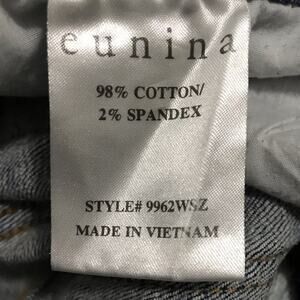 eunina
98% COTTON/
2% SPANDEX
STYLE# 9962WSZ
MADE IN VIETNAM